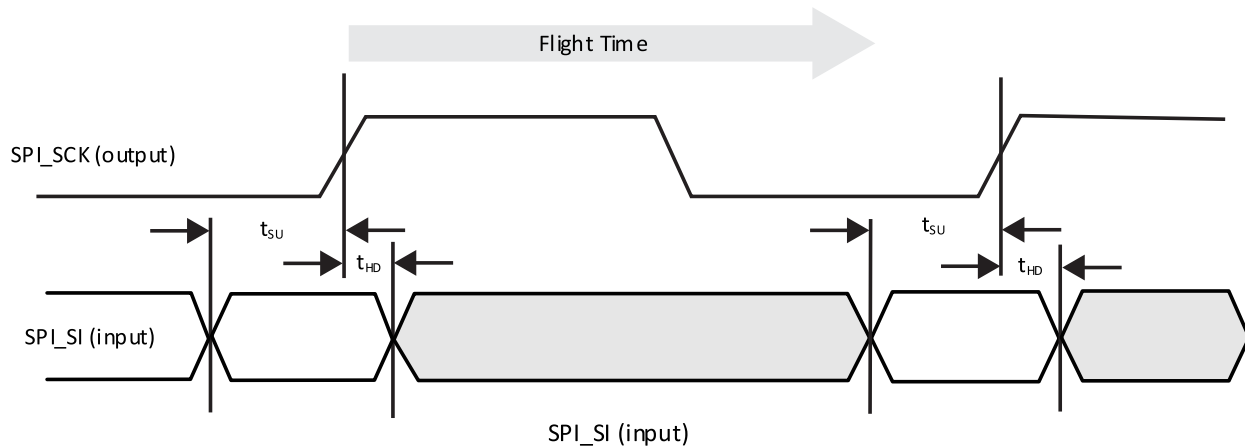 Flight Time
SPI_SCK (output)
tSU
tSU
tHD
tHD
SPI_SI (input)
SPI_SI (input)